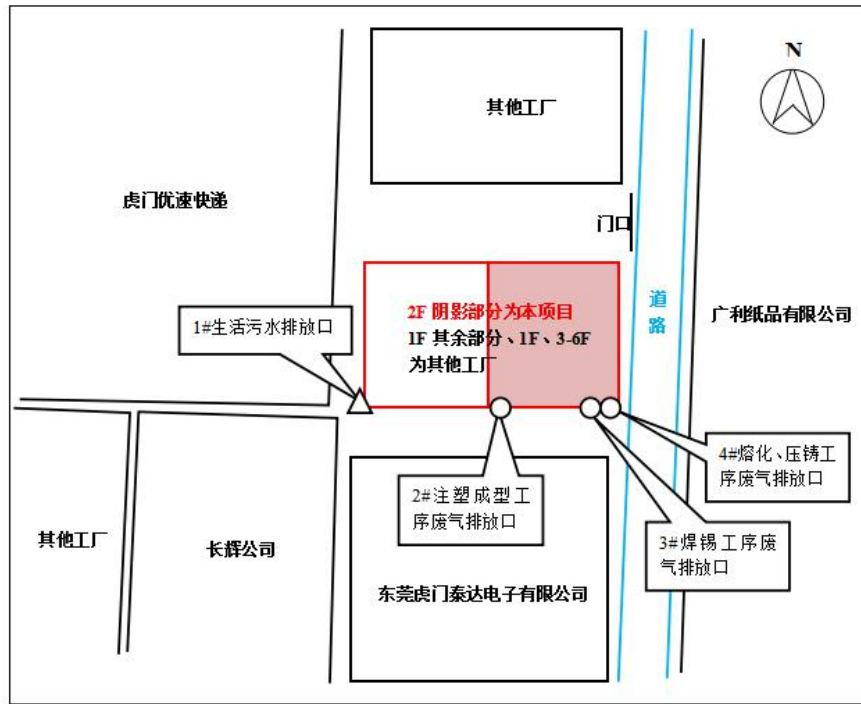 N
其他工厂
虎门优速快递
门口
道路
广利纸品有限公司
1#生活污水排放口
2F 阴影部分为本项目
1F 其余部分、1F、3-6F
为其他工厂
2#注塑成型工
序废气排放口
4#熔化、压铸工
序废气排放口
3#焊锡工序废
气排放口
其他工厂
长辉公司
东莞虎门泰达电子有限公司